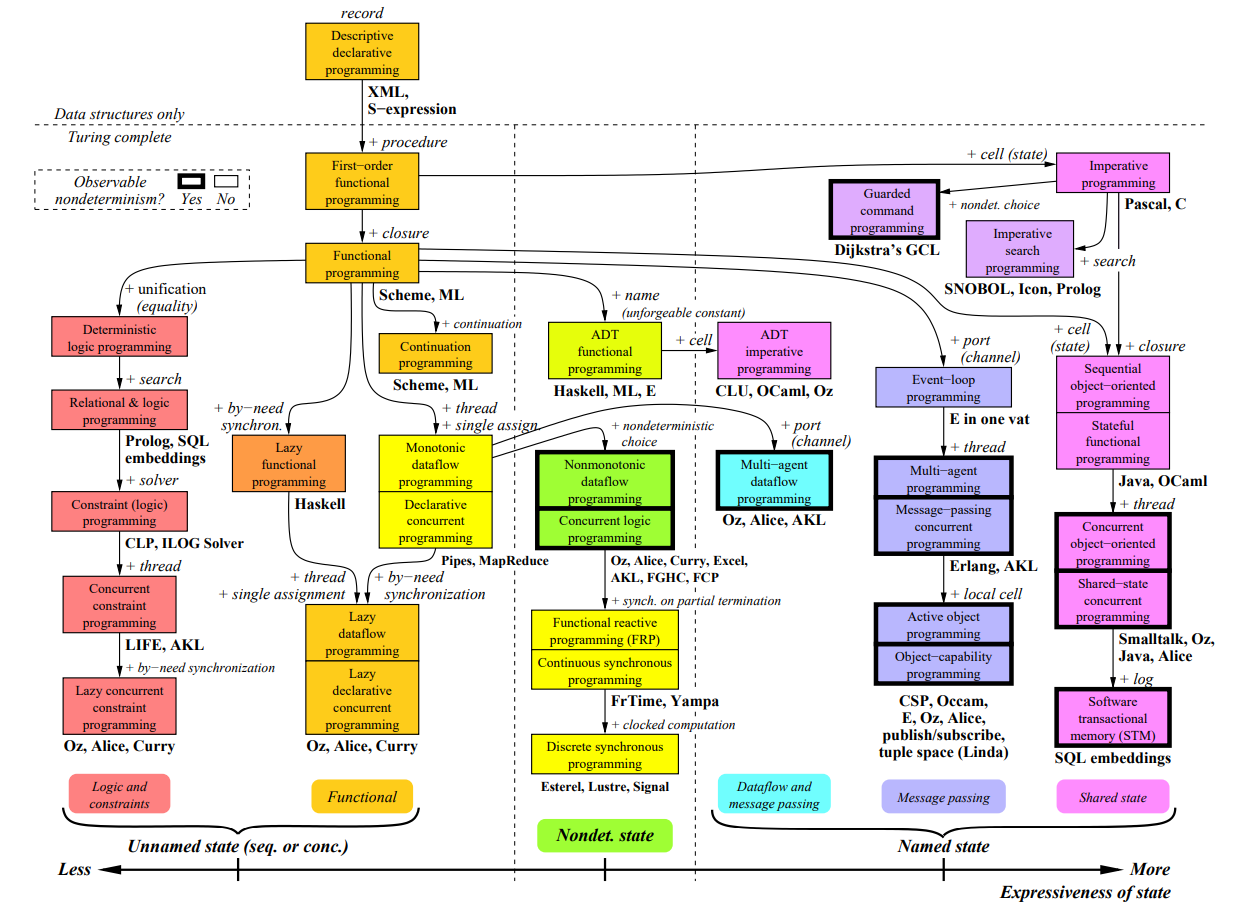 record
Descriptive
declarative
programming
XML,
S−expression
Data structures only
Turing complete
+ procedure
Observable
nondeterminism?
Yes
No
First−order
functional
programming
+ cell (state)
Imperative
programming
Pascal, C
Guarded
command
programming
+ nondet. choice
Dijkstra's GCL
Imperative
search
programming
+ search
SNOBOL, Icon, Prolog
+ closure
Functional
programming
Scheme, ML
+ unification
(equality)
Deterministic
logic programming
+ search
Relational & logic
programming
Prolog, SQL
embeddings
+ solver
Constraint (logic)
programming
CLP, ILOG Solver
+ thread
Concurrent
constraint
programming
LIFE, AKL
+ by−need synchronization
Lazy concurrent
constraint
programming
Oz, Alice, Curry
+ continuation
Continuation
programming
Scheme, ML
+ by−need
synchron.
Lazy
functional
programming
Haskell
+ thread
+ single assign.
Monotonic
dataflow
programming
Declarative
concurrent
programming
Pipes, MapReduce
+ thread
+ single assignment
+ by−need
synchronization
Lazy
dataflow
programming
Lazy
declarative
concurrent
programming
Oz, Alice, Curry
+ name
(unforgeable constant)
ADT
functional
programming
Haskell, ML, E
+ cell
ADT
imperative
programming
CLU, OCaml, Oz
+ nondeterministic
choice
Nonmonotonic
dataflow
programming
Concurrent logic
programming
Oz, Alice, Curry, Excel,
AKL, FGHC, FCP
+ synch. on partial termination
Functional reactive
programming (FRP)
Continuous synchronous
programming
FrTime, Yampa
+ clocked computation
Discrete synchronous
programming
Esterel, Lustre, Signal
+ port
(channel)
Multi−agent
dataflow
programming
Oz, Alice, AKL
+ port
(channel)
Event−loop
programming
E in one vat
+ thread
Multi−agent
programming
Message−passing
concurrent
programming
Erlang, AKL
+ local cell
Active object
programming
Object−capability
programming
CSP, Occam,
E, Oz, Alice,
publish/subscribe,
tuple space (Linda)
+ cell
(state)
+ closure
Sequential
object−oriented
programming
Stateful
functional
programming
Java, OCaml
+ thread
Concurrent
object−oriented
programming
Shared−state
concurrent
programming
Smalltalk, Oz,
Java, Alice
+ log
Software
transactional
memory (STM)
SQL embeddings
Logic and
constraints
Functional
Unnamed state (seq. or conc.)
Nondet. state
Dataflow and
message passing
Message passing
Shared state
Named state
Less
More
Expressiveness of state